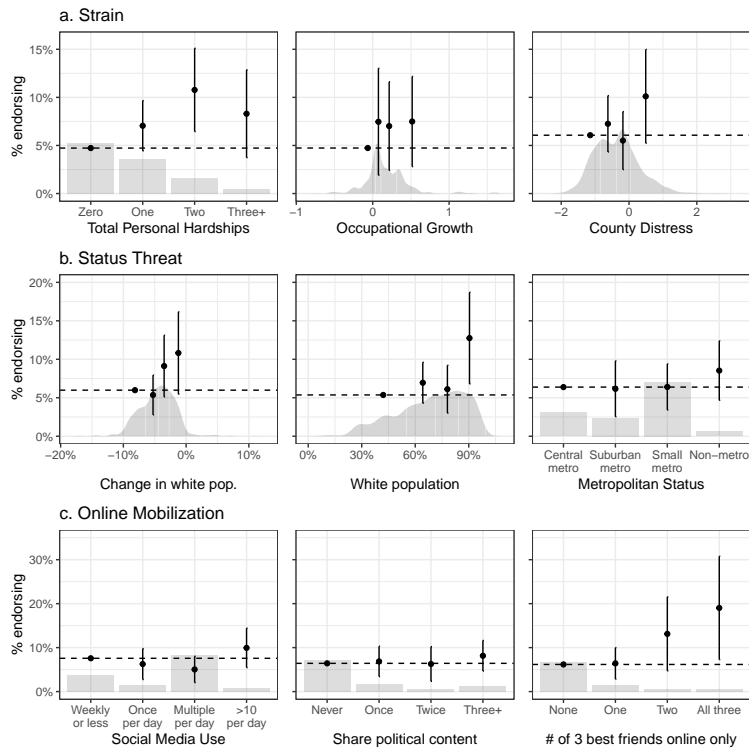 a. Strain
% endorsing
15%
10%
5%
0%
Zero One Two Three+
Total Personal Hardships
−1 0 1
Occupational Growth
−2 0 2
County Distress
b. Status Threat
% endorsing
20%
15%
10%
5%
0%
−20% −10% 0% 10%
Change in white pop.
0% 30% 60% 90%
White population
Central metro
Suburban metro
Small metro
Non−metro
Metropolitan Status
c. Online Mobilization
% endorsing
30%
20%
10%
0%
Weekly or less
Once per day
Multiple per day
>10 per day
Social Media Use
Never Once Twice Three+
Share political content
None One Two All three
# of 3 best friends online only